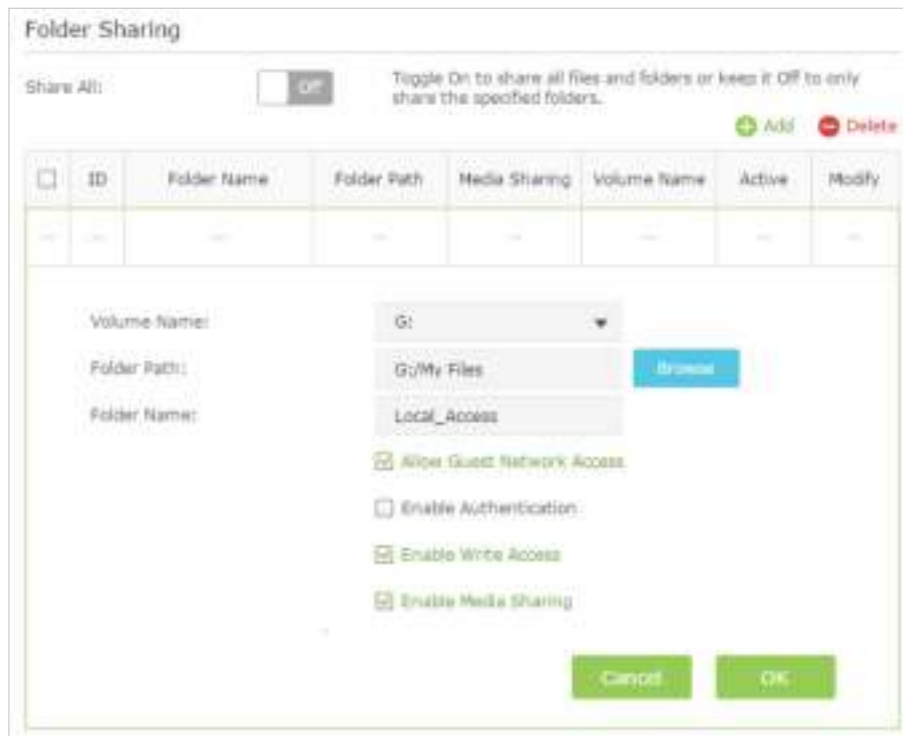 Folder Sharing
Share All:
Off
Toggle On to share all files and folders or keep it Off to only
share the specified folders.
Add
Delete
ID
Folder Name
Folder Path
Media Sharing
Volume Name
Active
Modify
-- -- -- -- -- -- -- --
Volume Name:
G:
Folder Path:
G:/My Files
Browse
Folder Name:
Local_Access
Allow Guest Network Access
Enable Authentication
Enable Write Access
Enable Media Sharing
Cancel
OK